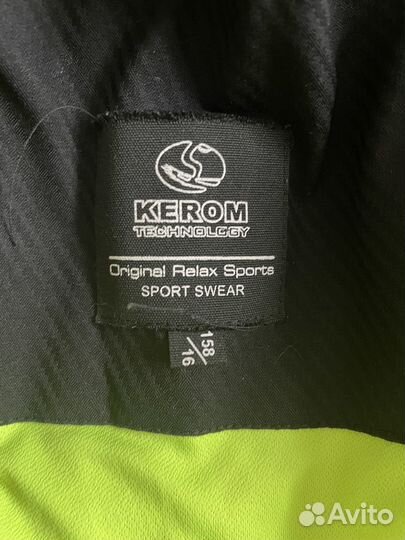 KEROM
TECHNOLOGY
Original Relax Sports
SPORT SWEAR
158/16
Avito